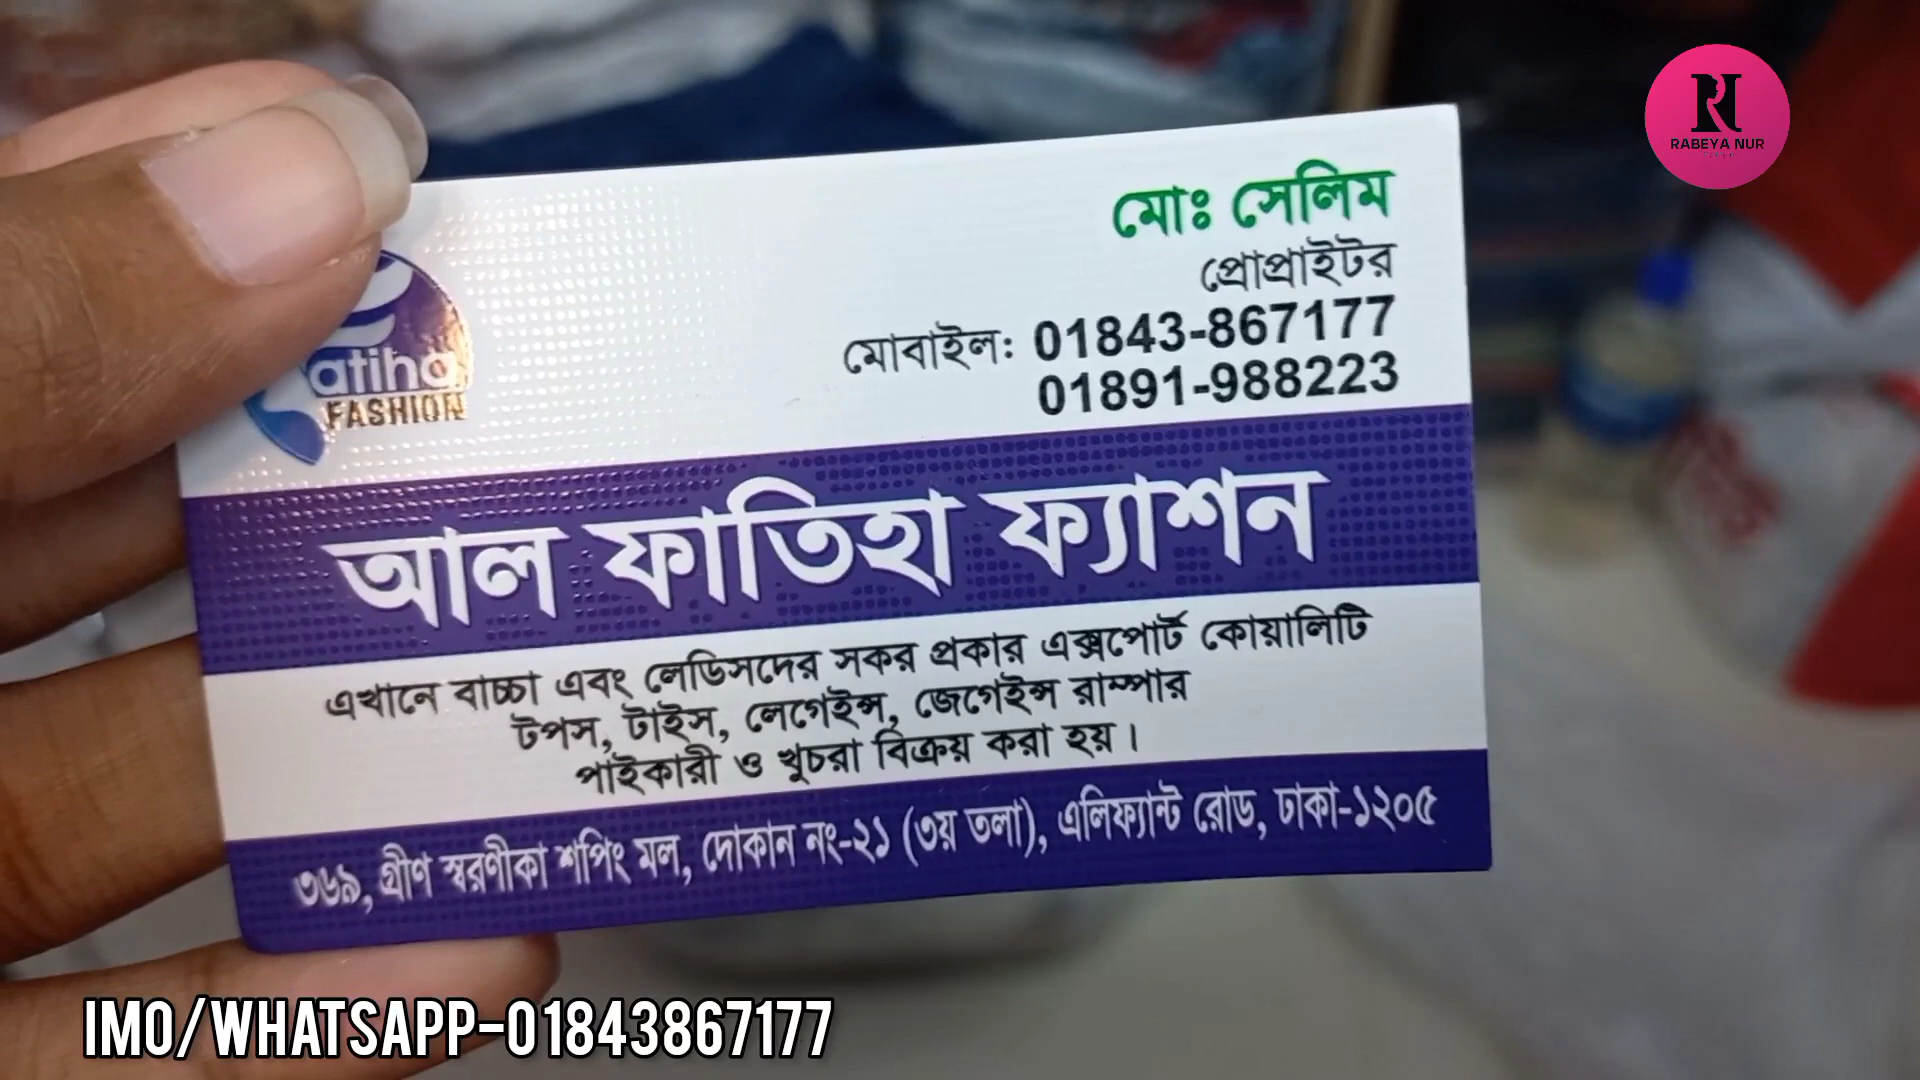 RABEYA NUR
মোঃ সেলিম
প্রোপ্রাইটর
মোবাইল: 01843-867177
01891-988223
atiha
FASHION
আল ফাতিহা ফ্যাশন
এখানে বাচ্চা এবং লেডিসদের সকর প্রকার এক্সপোর্ট কোয়ালিটি
টপস, টাইস, লেগেইন্স, জেগেইন্স রাম্পার
পাইকারী ও খুচরা বিক্রয় করা হয়।
৩৬৯, গ্রীণ স্বরণীকা শপিং মল, দোকান নং-২১ (৩য় তলা), এলিফ্যান্ট রোড, ঢাকা-১২০৫
IMO/WHATSAPP-01843867177